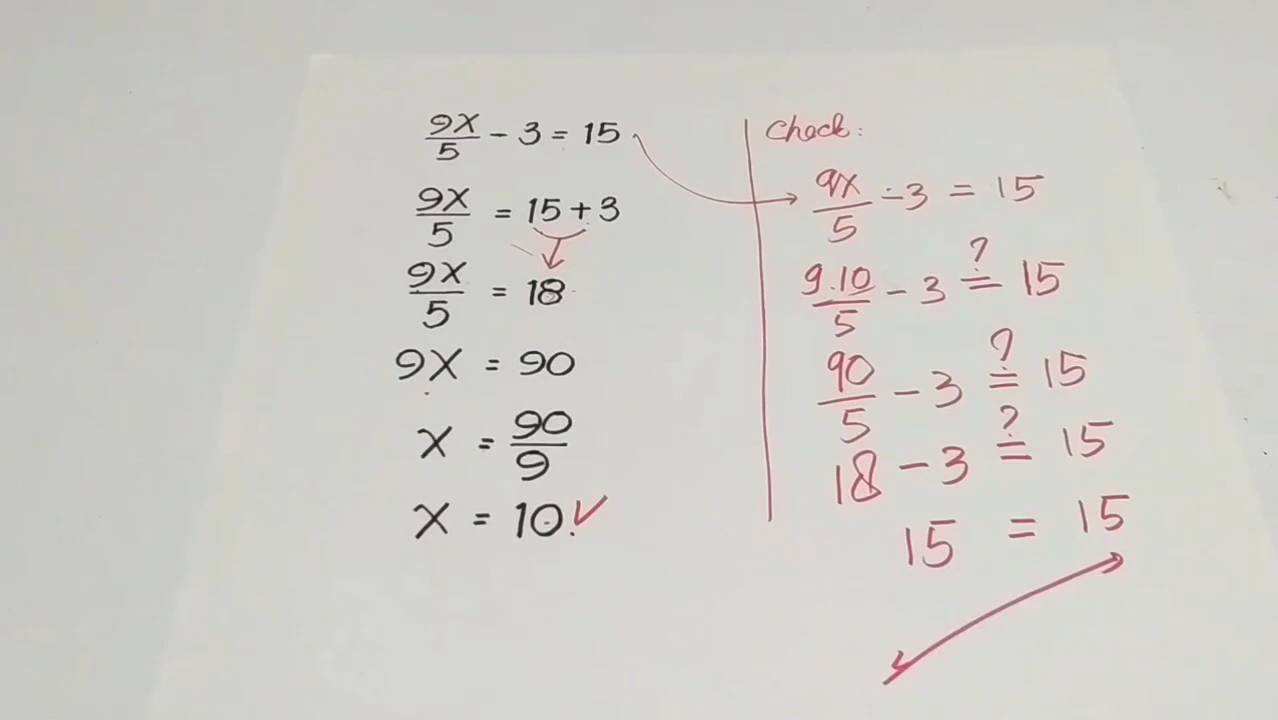 9x/5 - 3 = 15
9x/5 = 15 + 3
9x/5 = 18
9x = 90
x = 90/9
x = 10 ✓
Check:
9x/5 - 3 = 15
9.10/5 - 3 ?= 15
90/5 - 3 ?= 15
18 - 3 ?= 15
15 = 15